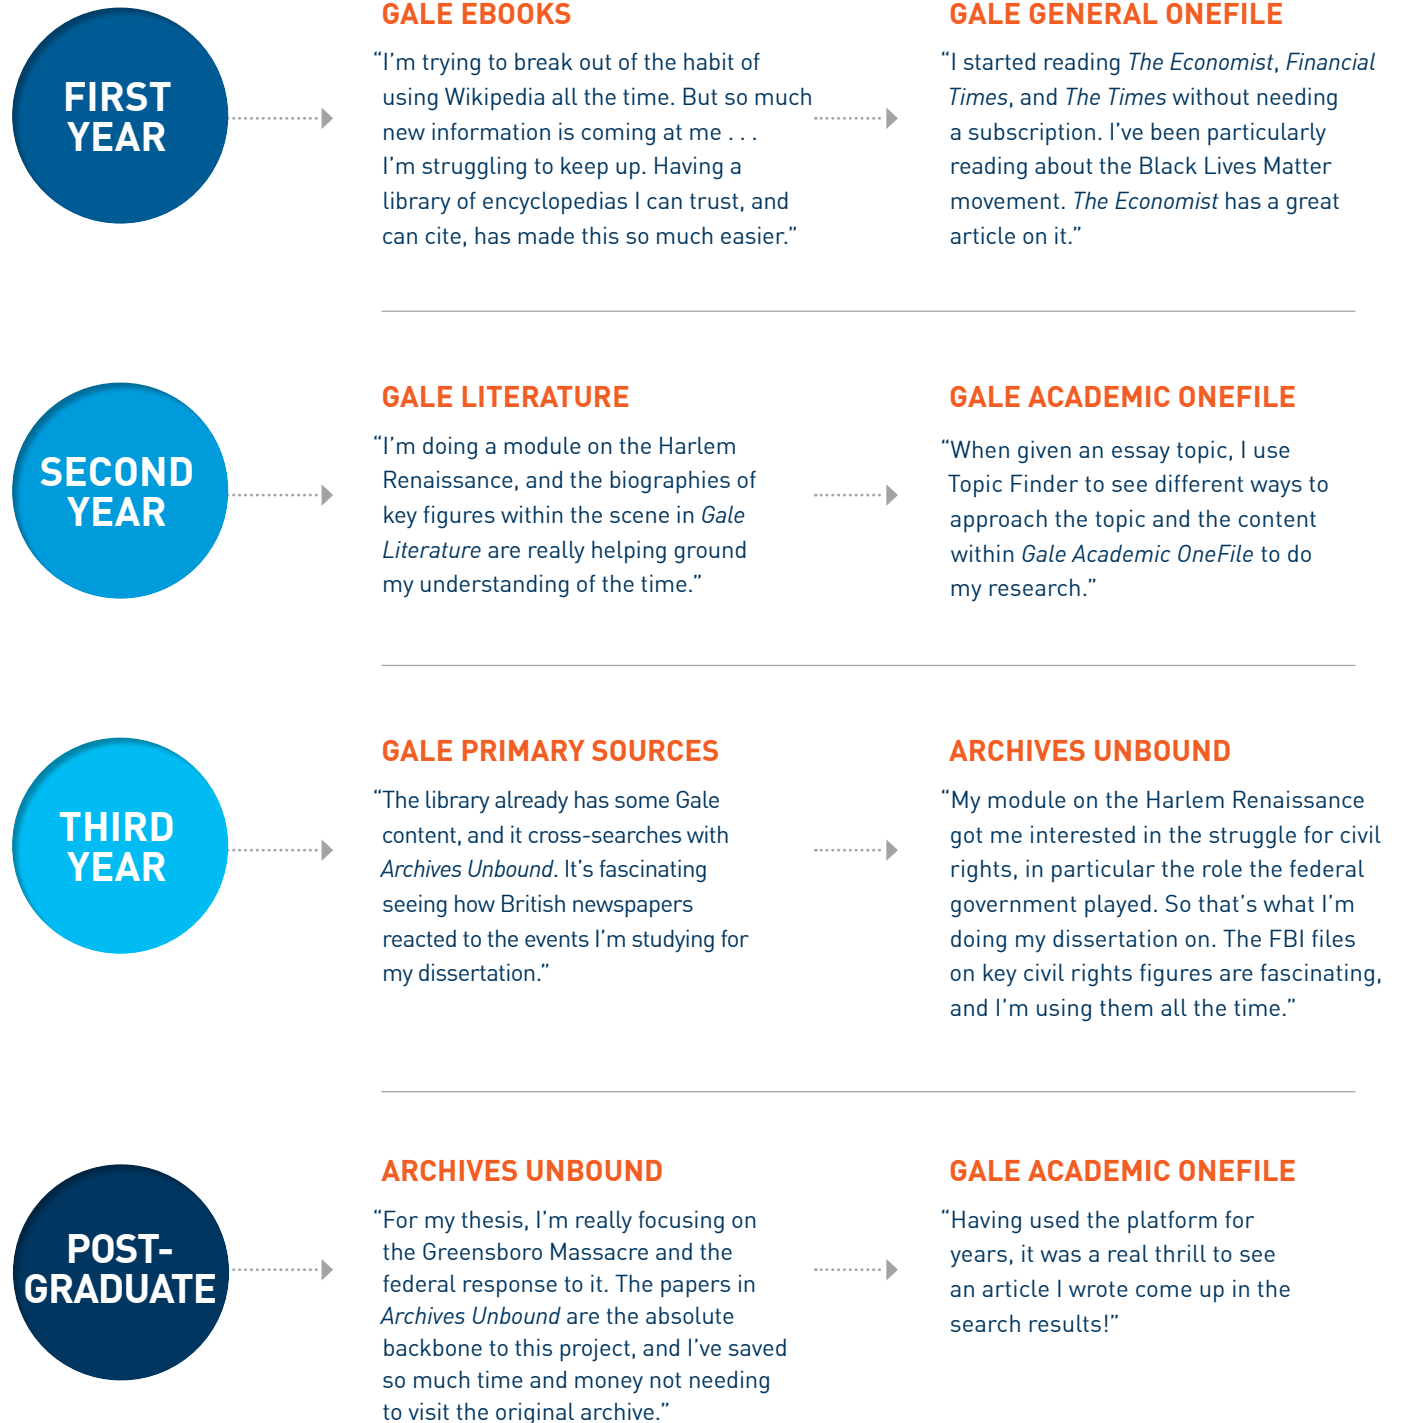 FIRST
YEAR
GALE EBOOKS
“I’m trying to break out of the habit of
using Wikipedia all the time. But so much
new information is coming at me . . .
I’m struggling to keep up. Having a
library of encyclopedias I can trust, and
can cite, has made this so much easier.”
GALE GENERAL ONEFILE
“I started reading The Economist, Financial
Times, and The Times without needing
a subscription. I’ve been particularly
reading about the Black Lives Matter
movement. The Economist has a great
article on it.”
SECOND
YEAR
GALE LITERATURE
“I’m doing a module on the Harlem
Renaissance, and the biographies of
key figures within the scene in Gale
Literature are really helping ground
my understanding of the time.”
GALE ACADEMIC ONEFILE
“When given an essay topic, I use
Topic Finder to see different ways to
approach the topic and the content
within Gale Academic OneFile to do
my research.”
THIRD
YEAR
GALE PRIMARY SOURCES
“The library already has some Gale
content, and it cross-searches with
Archives Unbound. It’s fascinating
seeing how British newspapers
reacted to the events I’m studying for
my dissertation.”
ARCHIVES UNBOUND
“My module on the Harlem Renaissance
got me interested in the struggle for civil
rights, in particular the role the federal
government played. So that’s what I’m
doing my dissertation on. The FBI files
on key civil rights figures are fascinating,
and I’m using them all the time.”
POST-
GRADUATE
ARCHIVES UNBOUND
“For my thesis, I’m really focusing on
the Greensboro Massacre and the
federal response to it. The papers in
Archives Unbound are the absolute
backbone to this project, and I’ve saved
so much time and money not needing
to visit the original archive.”
GALE ACADEMIC ONEFILE
“Having used the platform for
years, it was a real thrill to see
an article I wrote come up in the
search results!”